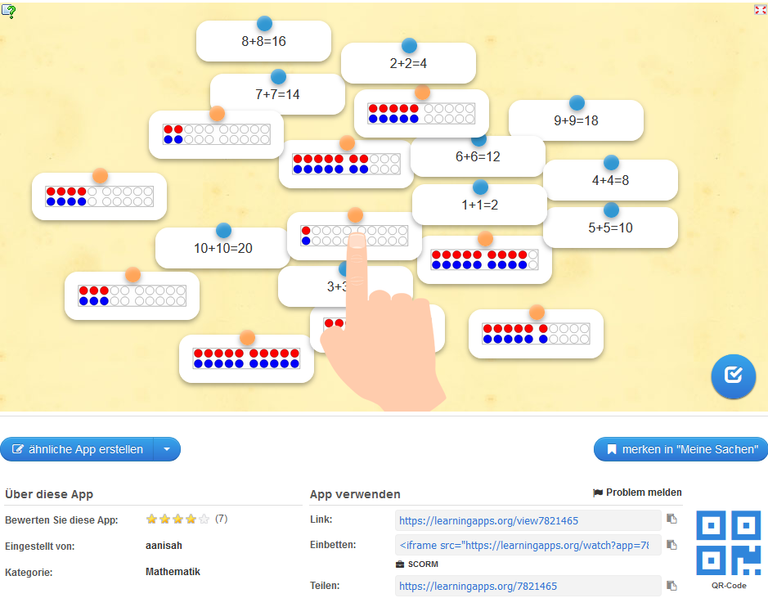 8+8=16
2+2=4
7+7=14
9+9=18
6+6=12
4+4=8
1+1=2
5+5=10
10+10=20
3+3
ähnliche App erstellen
merken in "Meine Sachen"
Über diese App
App verwenden
Problem melden
Bewerten Sie diese App:
(7)
Link:
https://learningapps.org/view7821465
Eingestellt von:
aanisah
Einbetten:
<iframe src="https://learningapps.org/watch?app=78
SCORM
Kategorie:
Mathematik
Teilen:
https://learningapps.org/7821465
QR-Code